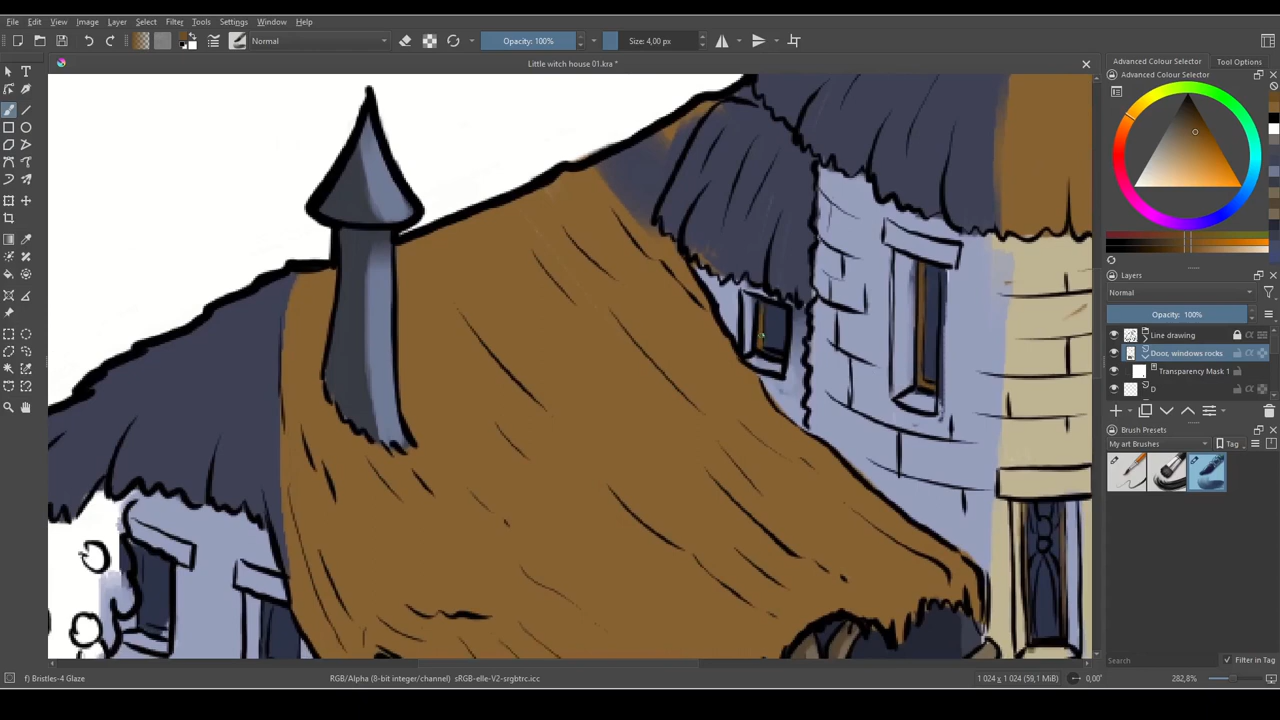 File Edit View Image Layer Select Filter Tools Settings Window Help
Normal Opacity: 100% Size: 4,00 px
Little witch house 01.kra *
Advanced Colour Selector Tool Options
Advanced Colour Selector
Layers
Normal
Opacity: 100%
Line drawing
Door, windows rocks
Transparency Mask 1
D
Brush Presets
My art Brushes Tag
Search Filter in Tag
f) Bristles-4 Glaze RGB/Alpha (8-bit integer/channel) sRGB-elle-V2-srgbtrc.icc 1 024 x 1 024 (59,1 MiB) 0,00° 282,8%